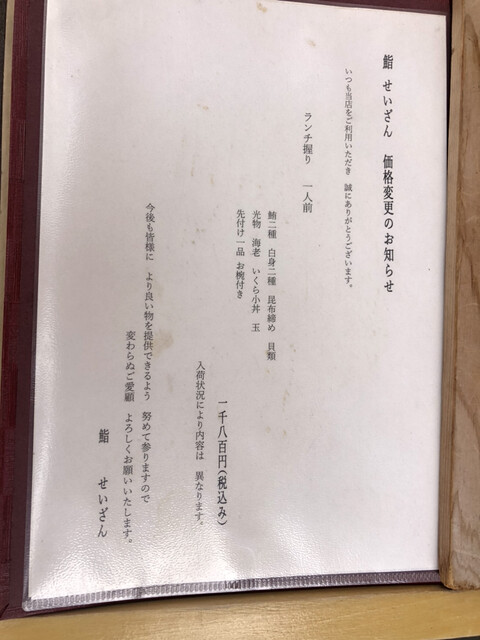 鮨 せいざん 価格変更のお知らせ
いつも当店をご利用いただき 誠にありがとうございます。
ランチ握り 一人前
鮪二種 白身二種 昆布締め 貝類
光物 海老 いくら小丼 玉
先付け一品 お椀付き
一千八百円(税込み)
入荷状況により内容は 異なります。
今後も皆様に より良い物を提供できるよう 努めて参りますので
変わらぬご愛顧 よろしくお願いいたします。
鮨 せいざん